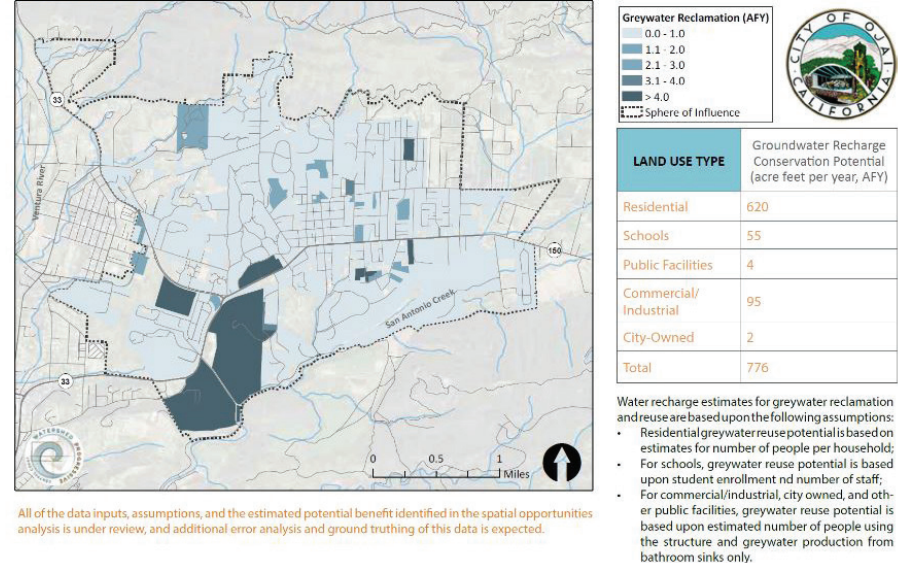 Greywater Reclamation (AFY)
0.0 - 1.0
1.1 - 2.0
2.1 - 3.0
3.1 - 4.0
> 4.0
Sphere of Influence
CITY OF OJAI
CALIFORNIA
33
Ventura River
150
San Antonio Creek
33
WATERSHED
PROGRESSIVE
0 0.5 1
Miles
LAND USE TYPE
Groundwater Recharge
Conservation Potential
(acre feet per year, AFY)
Residential 620
Schools 55
Public Facilities 4
Commercial/
Industrial 95
City-Owned 2
Total 776
Water recharge estimates for greywater reclamation
and reuse are based upon the following assumptions:
• Residential greywater reuse potential is based on
estimates for number of people per household;
• For schools, greywater reuse potential is based
upon student enrollment nd number of staff;
• For commercial/industrial, city owned, and oth-
er public facilities, greywater reuse potential is
based upon estimated number of people using
the structure and greywater production from
bathroom sinks only.
All of the data inputs, assumptions, and the estimated potential benefit identified in the spatial opportunities
analysis is under review, and additional error analysis and ground truthing of this data is expected.